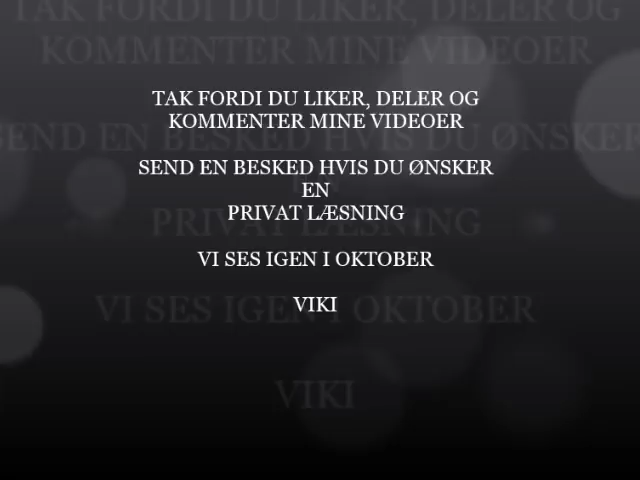 TAK FORDI DU LIKER, DELER OG
KOMMENTER MINE VIDEOER
SEND EN BESKED HVIS DU ØNSKER
EN
PRIVAT LÆSNING
VI SES IGEN I OKTOBER
VIKI